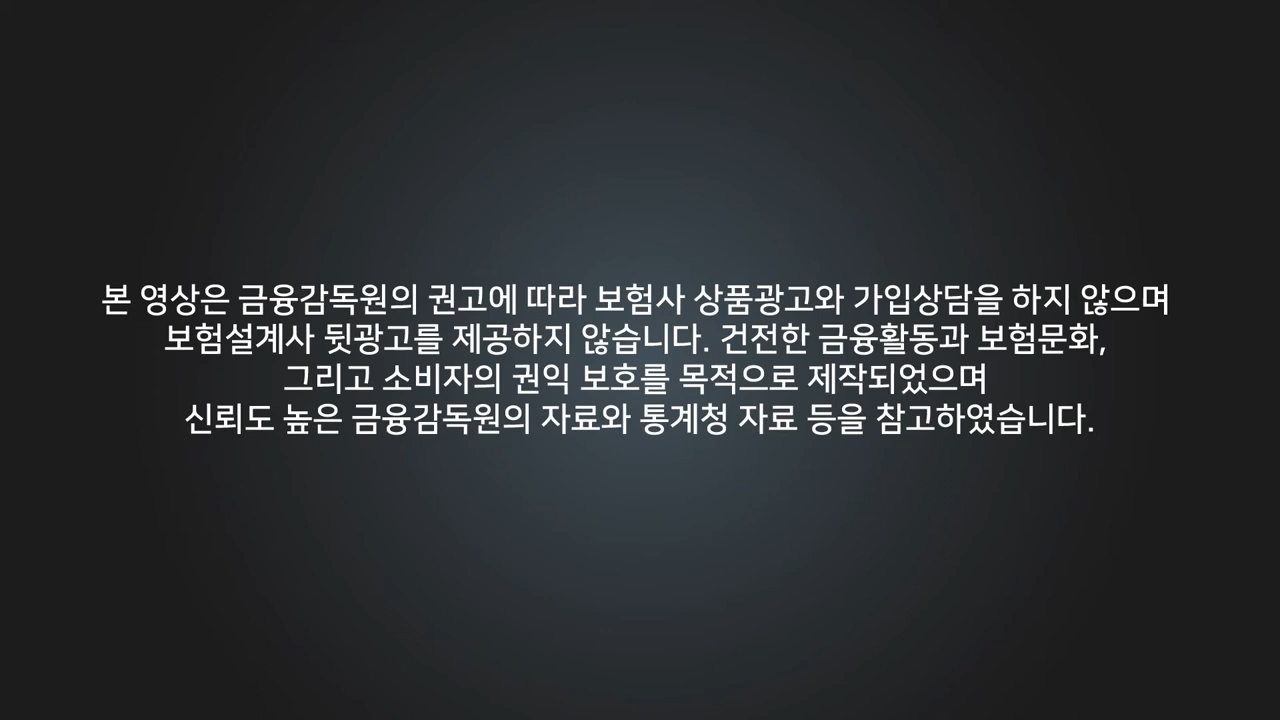 본 영상은 금융감독원의 권고에 따라 보험사 상품광고와 가입상담을 하지 않으며
보험설계사 뒷광고를 제공하지 않습니다. 건전한 금융활동과 보험문화,
그리고 소비자의 권익 보호를 목적으로 제작되었으며
신뢰도 높은 금융감독원의 자료와 통계청 자료 등을 참고하였습니다.